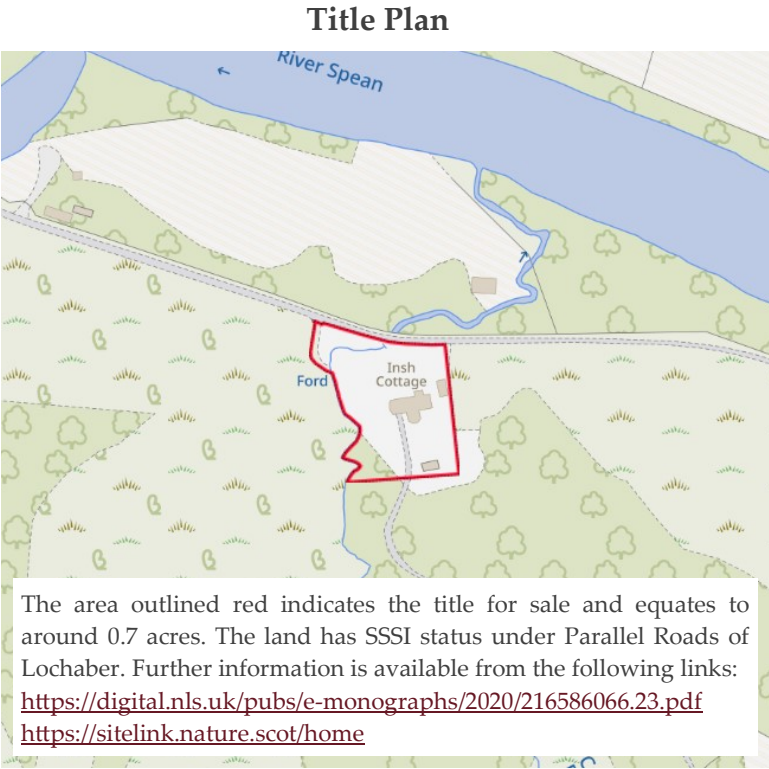 Title Plan
River Spean
Insh
Cottage
Ford
The area outlined red indicates the title for sale and equates to
around 0.7 acres. The land has SSSI status under Parallel Roads of
Lochaber. Further information is available from the following links:
https://digital.nls.uk/pubs/e-monographs/2020/216586066.23.pdf
https://sitelink.nature.scot/home